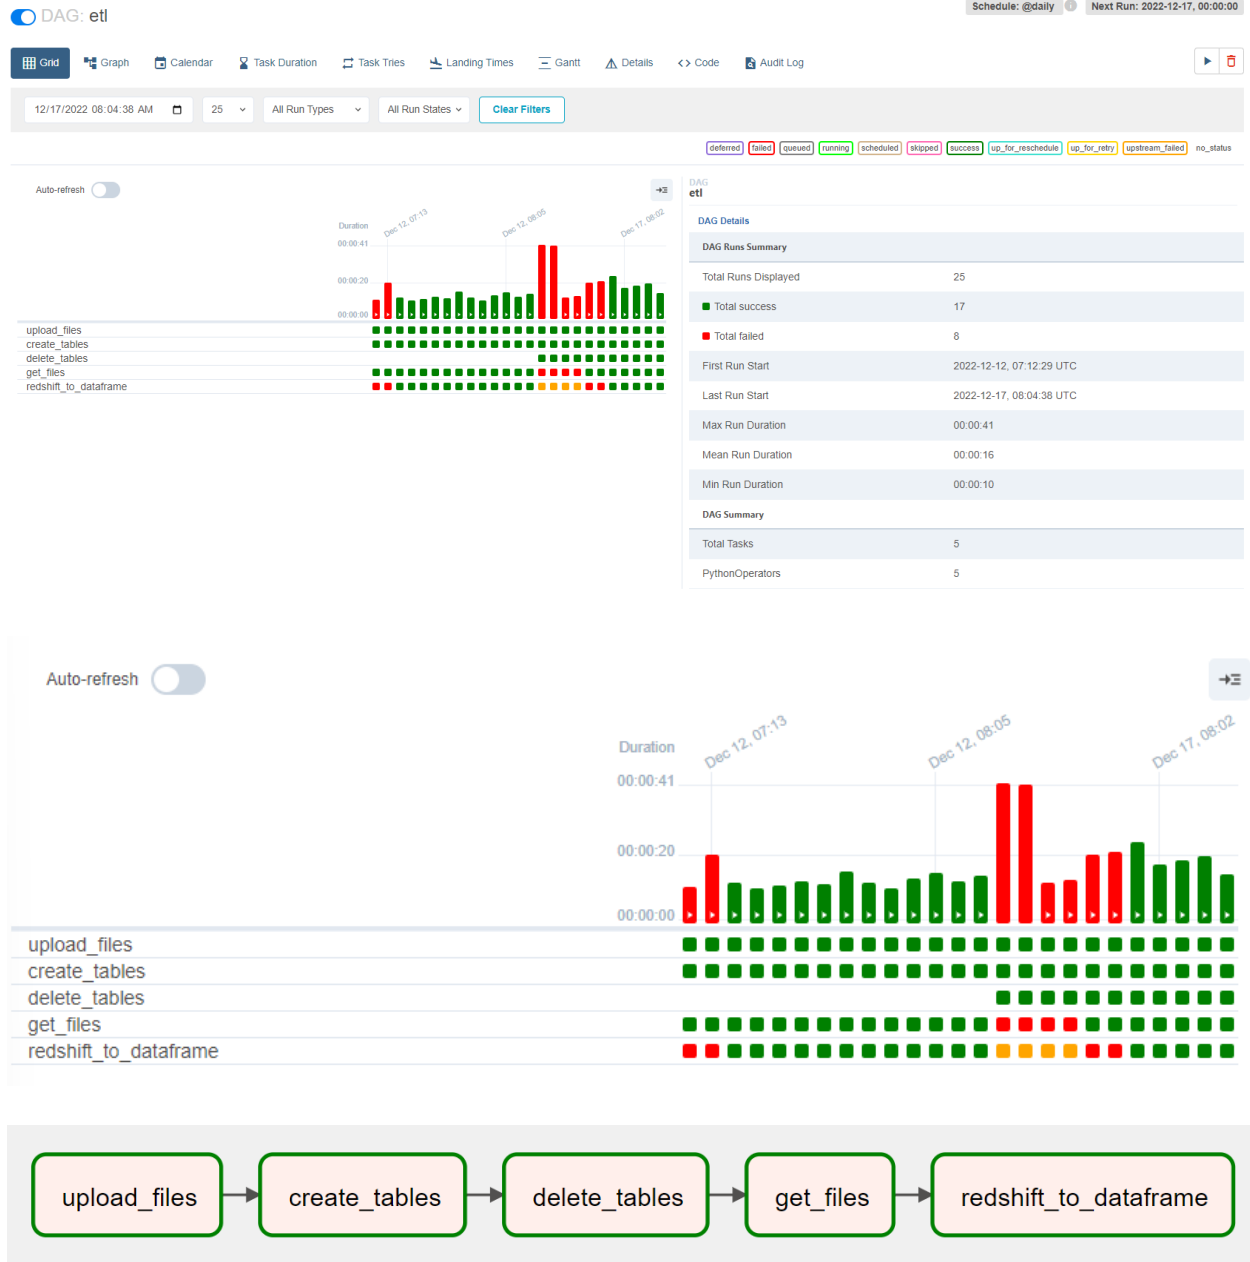 DAG: etl
Schedule: @daily
Next Run: 2022-12-17, 00:00:00
Grid
Graph
Calendar
Task Duration
Task Tries
Landing Times
Gantt
Details
Code
Audit Log
12/17/2022 08:04:38 AM
25
All Run Types
All Run States
Clear Filters
deferred
failed
queued
running
scheduled
skipped
success
up_for_reschedule
up_for_retry
upstream_failed
no_status
Auto-refresh
Duration
Dec 12, 07:13
Dec 12, 08:05
Dec 17, 08:02
00:00:41
00:00:20
00:00:00
upload_files
create_tables
delete_tables
get_files
redshift_to_dataframe
DAG
etl
DAG Details
DAG Runs Summary
Total Runs Displayed 25
Total success 17
Total failed 8
First Run Start 2022-12-12, 07:12:29 UTC
Last Run Start 2022-12-17, 08:04:38 UTC
Max Run Duration 00:00:41
Mean Run Duration 00:00:16
Min Run Duration 00:00:10
DAG Summary
Total Tasks 5
PythonOperators 5
Auto-refresh
Duration
Dec 12, 07:13
Dec 12, 08:05
Dec 17, 08:02
00:00:41
00:00:20
00:00:00
upload_files
create_tables
delete_tables
get_files
redshift_to_dataframe
upload_files
create_tables
delete_tables
get_files
redshift_to_dataframe